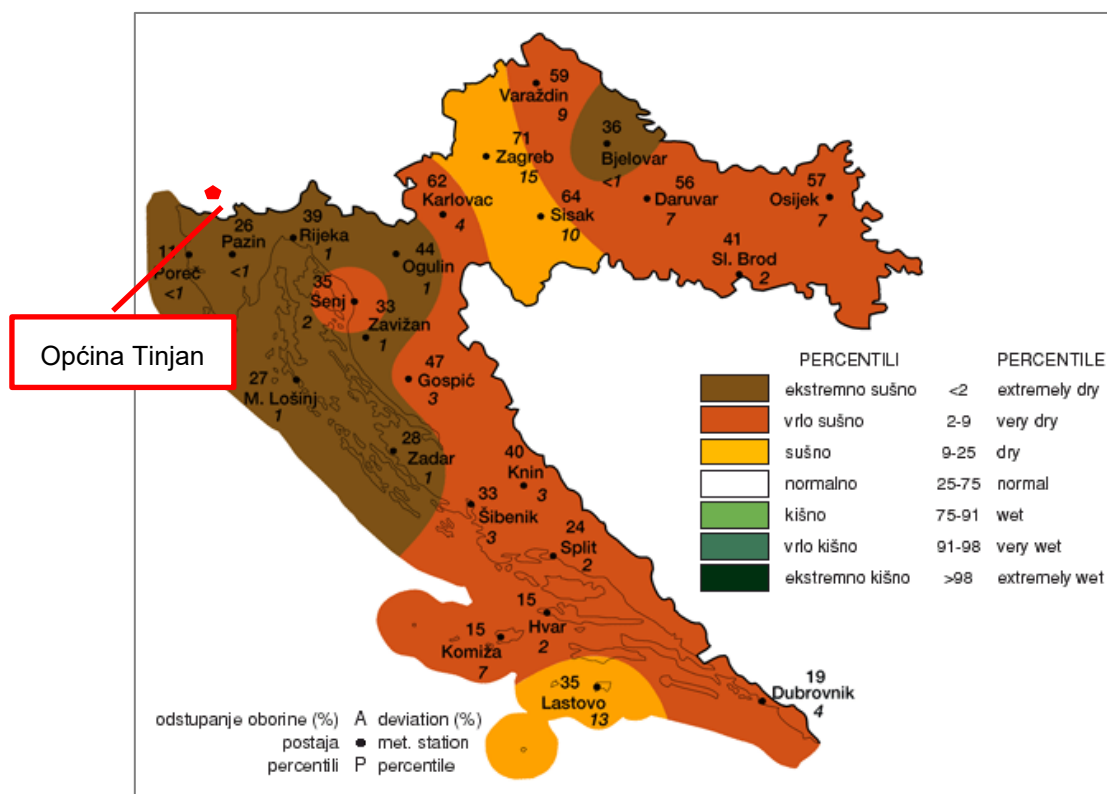 59
Varaždin
9
36
Bjelovar
<1
71
Zagreb
15
62
Karlovac
4
64
Sisak
10
56
Daruvar
7
57
Osijek
7
41
Sl. Brod
2
11
Poreč
<1
26
Pazin
<1
39
Rijeka
1
44
Ogulin
1
35
Senj
2
33
Zavižan
1
Općina Tinjan
47
Gospić
3
27
M. Lošinj
1
28
Zadar
1
40
Knin
3
33
Šibenik
3
24
Split
2
15
Hvar
2
15
Komiža
7
35
Lastovo
13
19
Dubrovnik
4
PERCENTILI PERCENTILE
ekstremno sušno <2 extremely dry
vrlo sušno 2-9 very dry
sušno 9-25 dry
normalno 25-75 normal
kišno 75-91 wet
vrlo kišno 91-98 very wet
ekstremno kišno >98 extremely wet
odstupanje oborine (%) A deviation (%)
postaja met. station
percentili P percentile